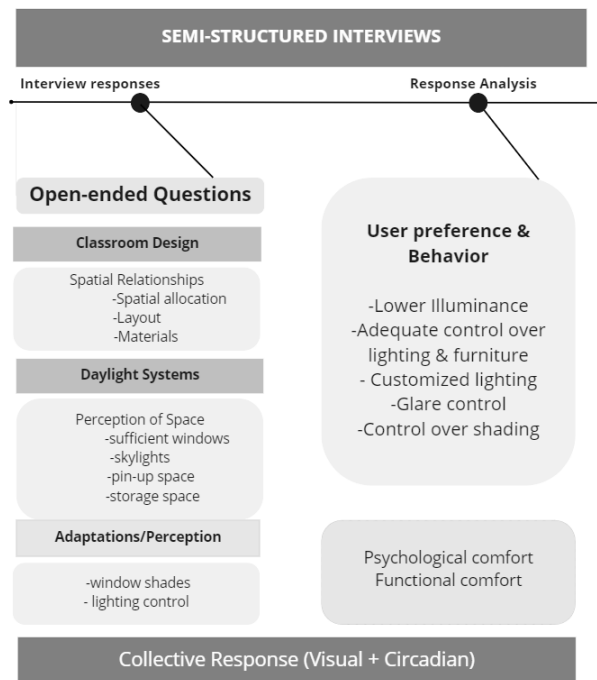 SEMI-STRUCTURED INTERVIEWS
Interview responses
Response Analysis
Open-ended Questions
Classroom Design
Spatial Relationships
-Spatial allocation
-Layout
-Materials
Daylight Systems
Perception of Space
-sufficient windows
-skylights
-pin-up space
-storage space
Adaptations/Perception
-window shades
- lighting control
User preference &
Behavior
-Lower Illuminance
-Adequate control over
lighting & furniture
- Customized lighting
-Glare control
-Control over shading
Psychological comfort
Functional comfort
Collective Response (Visual + Circadian)